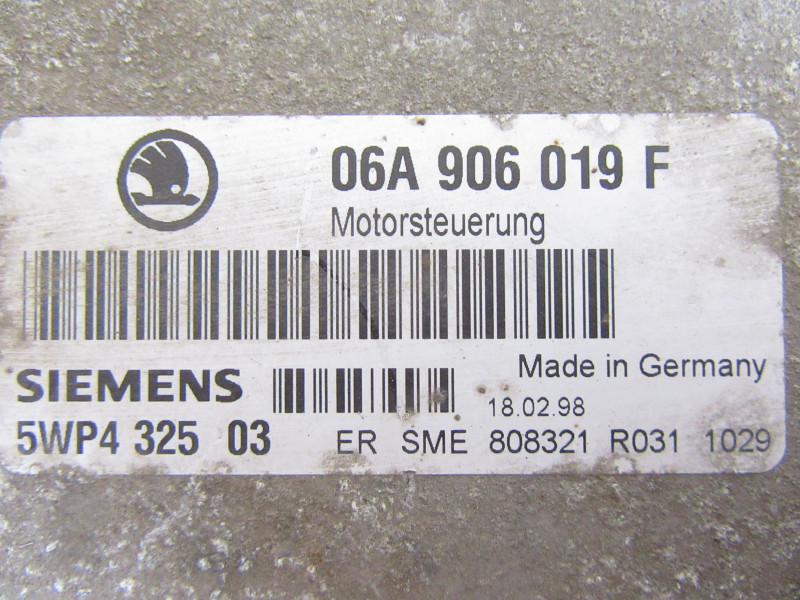 06A 906 019 F
Motorsteuerung
Made in Germany
SIEMENS
18.02.98
5WP4 325 03 ER SME 808321 R031 1029